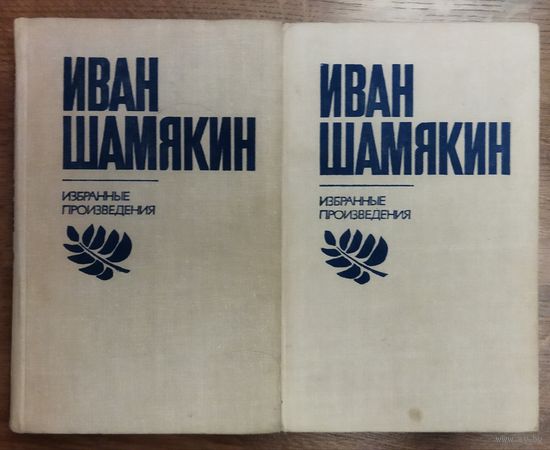 ИВАН
ШАМЯКИН
ИЗБРАННЫЕ
ПРОИЗВЕДЕНИЯ
ИВАН
ШАМЯКИН
ИЗБРАННЫЕ
ПРОИЗВЕДЕНИЯ